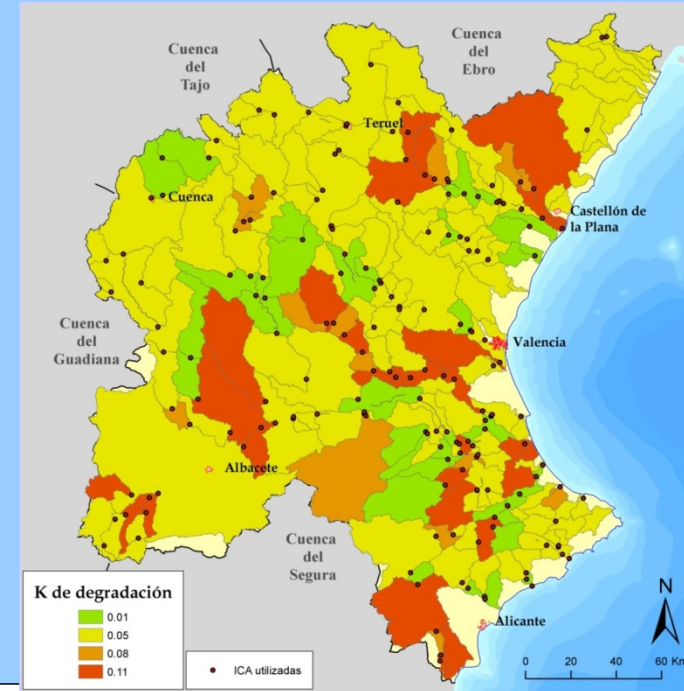 Cuenca
del
Tajo
Cuenca
del
Ebro
Teruel
Cuenca
Castellón de
la Plana
Cuenca
del
Guadiana
Valencia
Albacete
Cuenca
del
Segura
Alicante
K de degradación
0.01
0.05
0.08
0.11
ICA utilizadas
N
0 20 40 60 Km